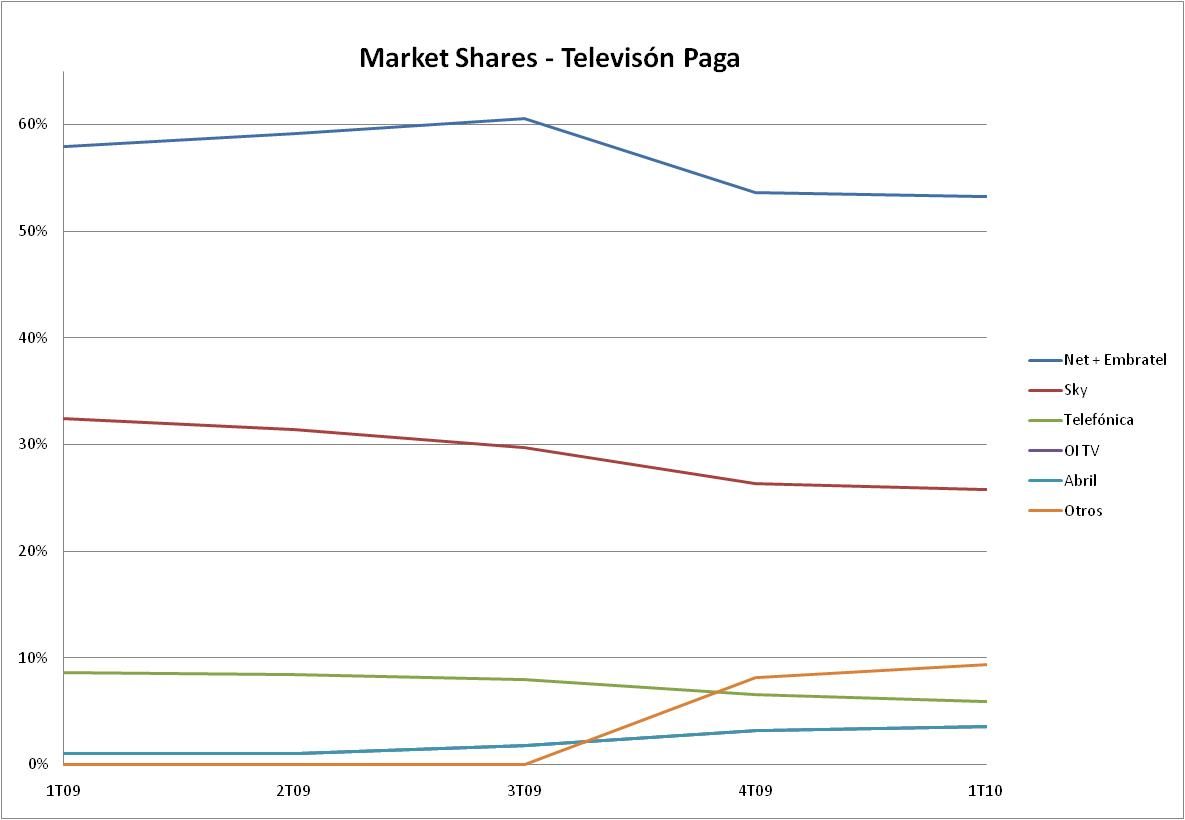 Market Shares - Televisón Paga
60%
50%
40%
30%
20%
10%
0%
1T09 2T09 3T09 4T09 1T10
Net + Embratel
Sky
Telefónica
OI TV
Abril
Otros